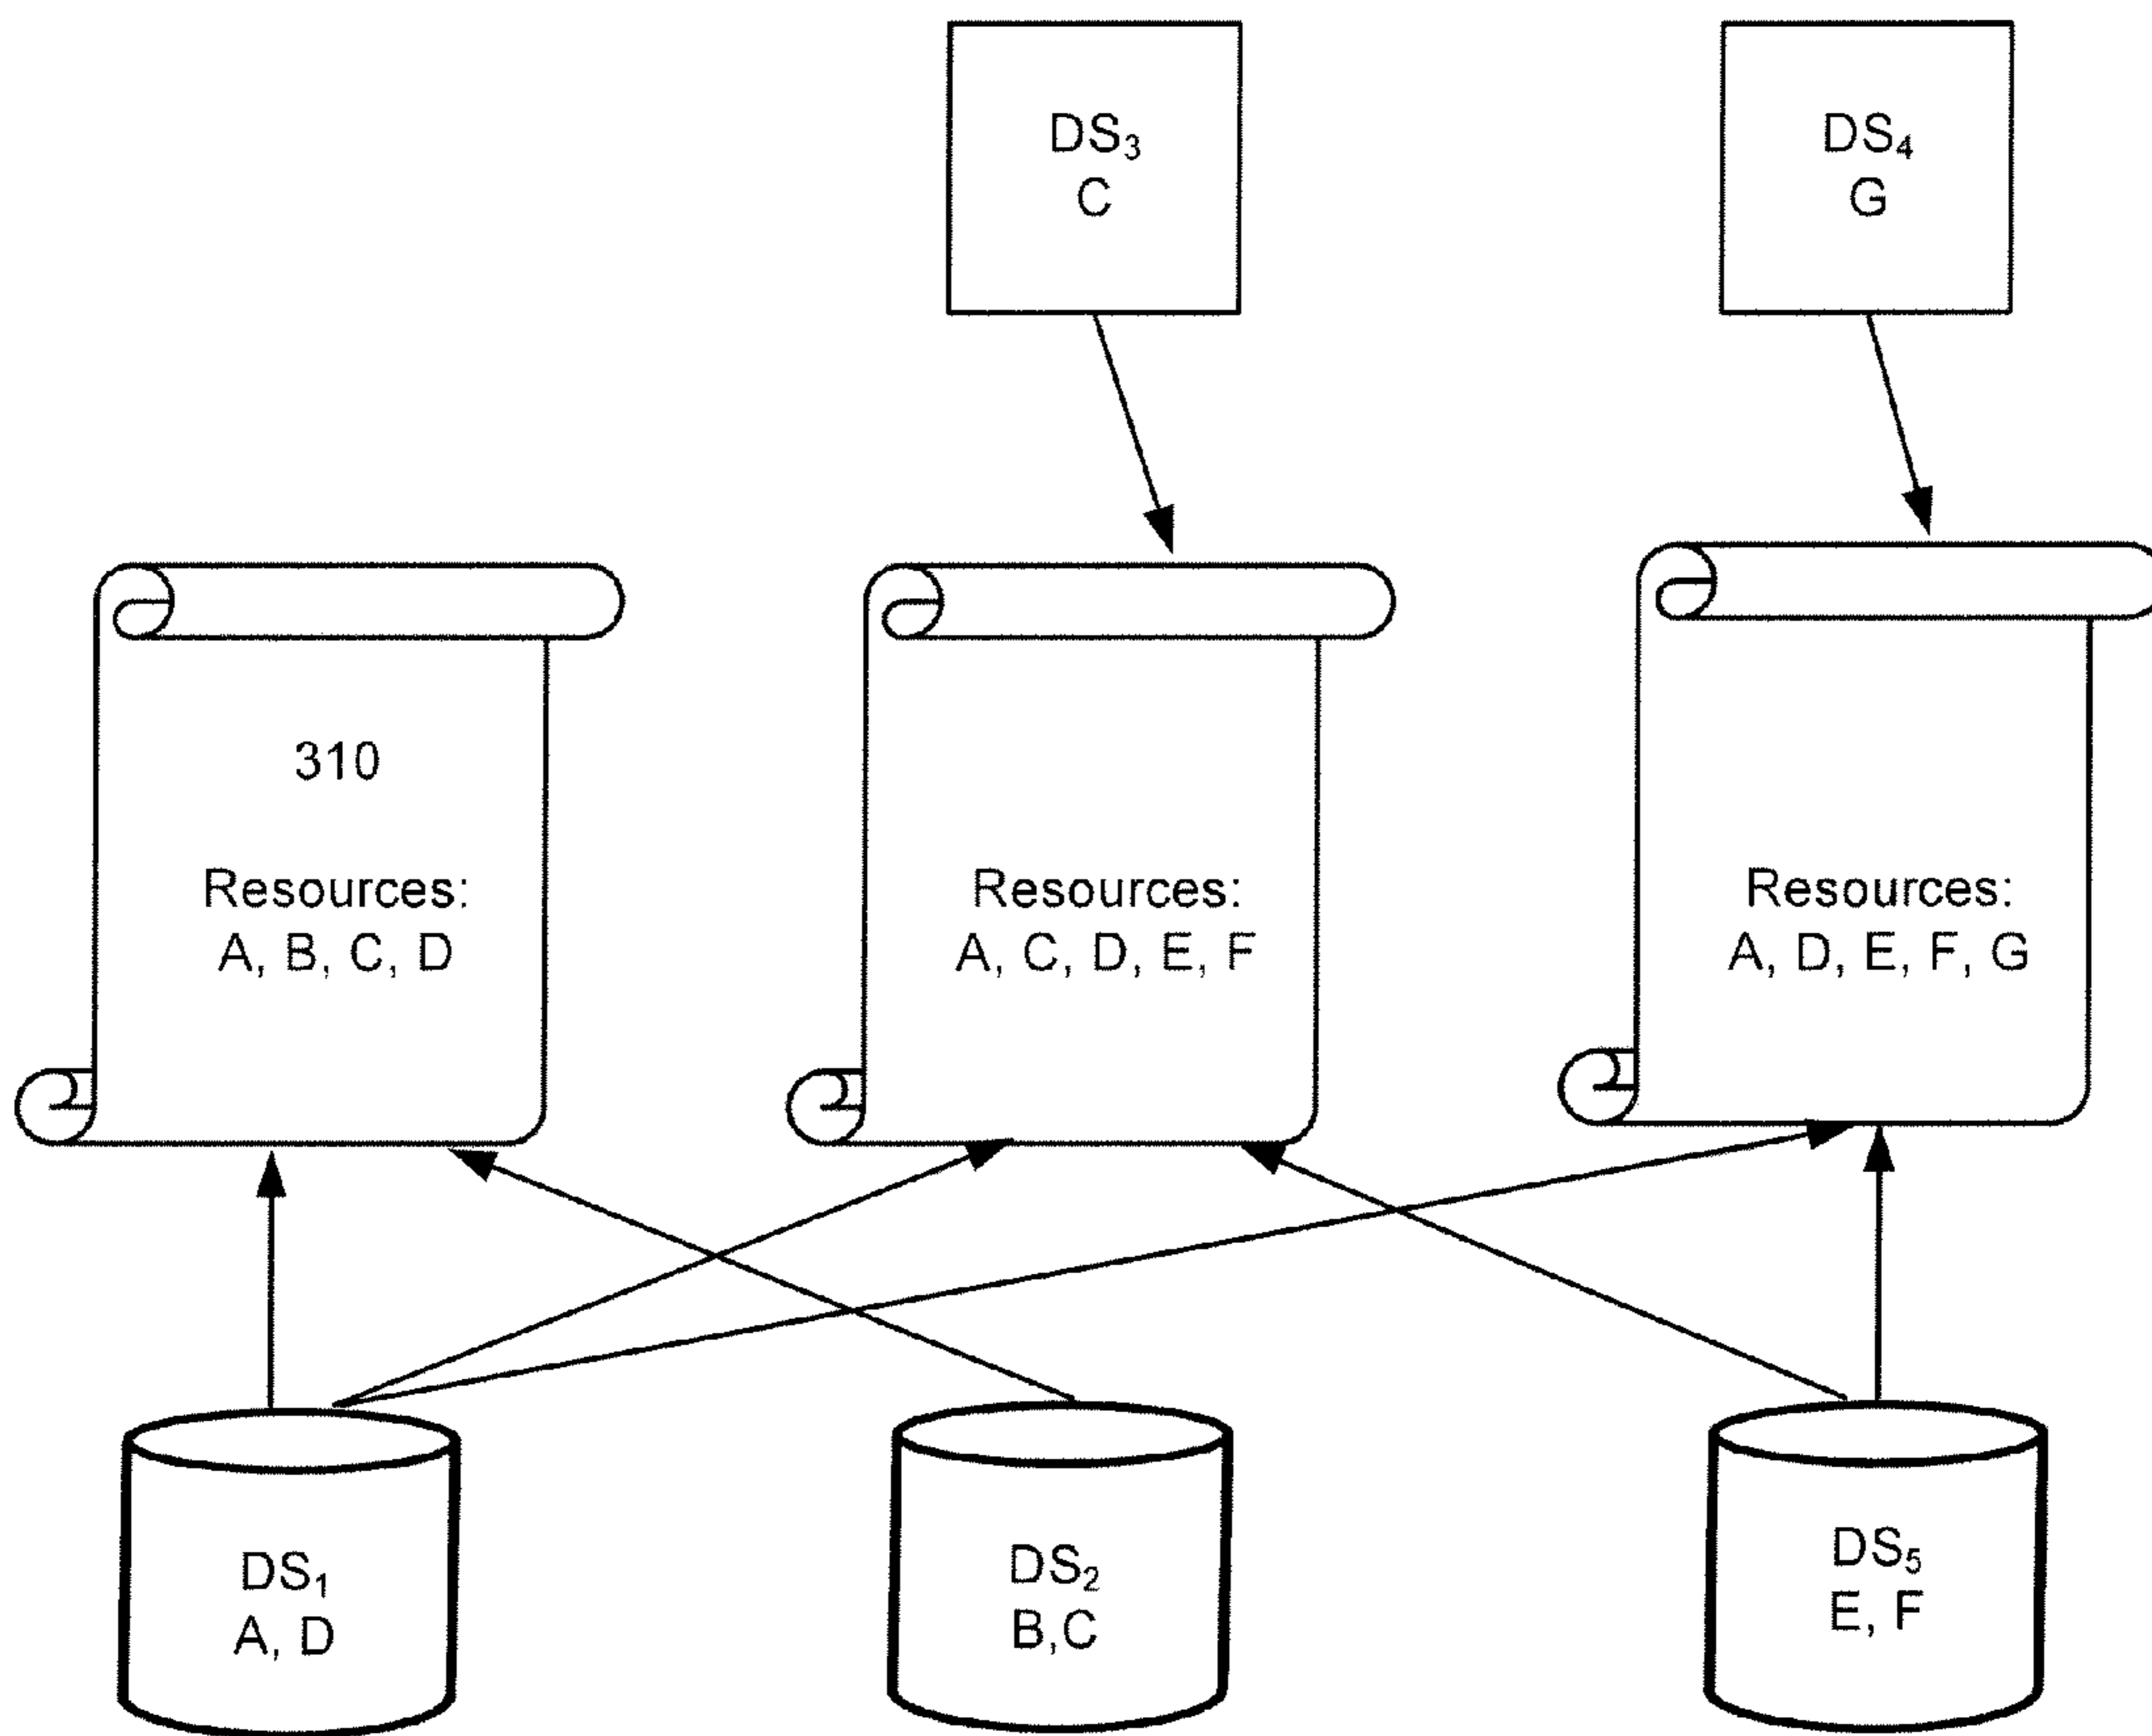 DS₃
C
DS₄
G
310
Resources:
A, B, C, D
Resources:
A, C, D, E, F
Resources:
A, D, E, F, G
DS₁
A, D
DS₂
B,C
DS₅
E, F